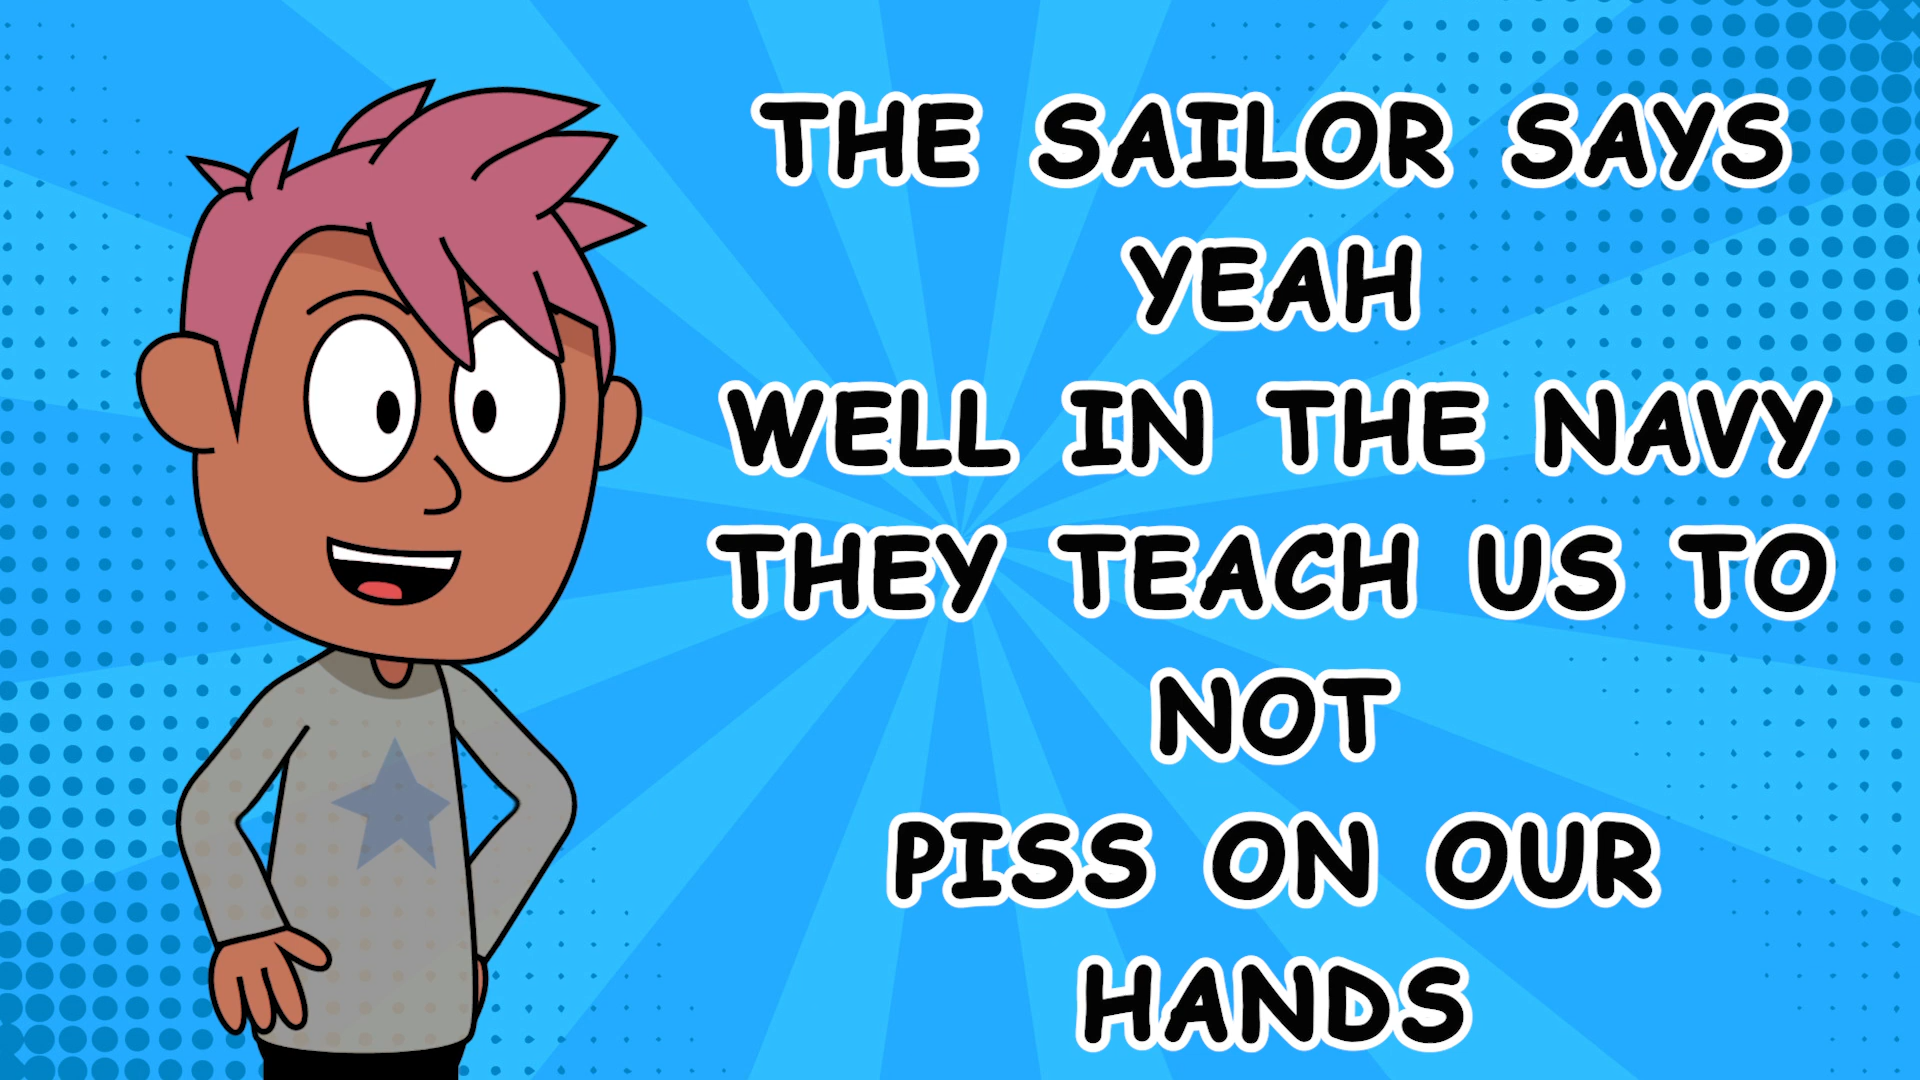 THE SAILOR SAYS
YEAH
WELL IN THE NAVY
THEY TEACH US TO
NOT
PISS ON OUR
HANDS